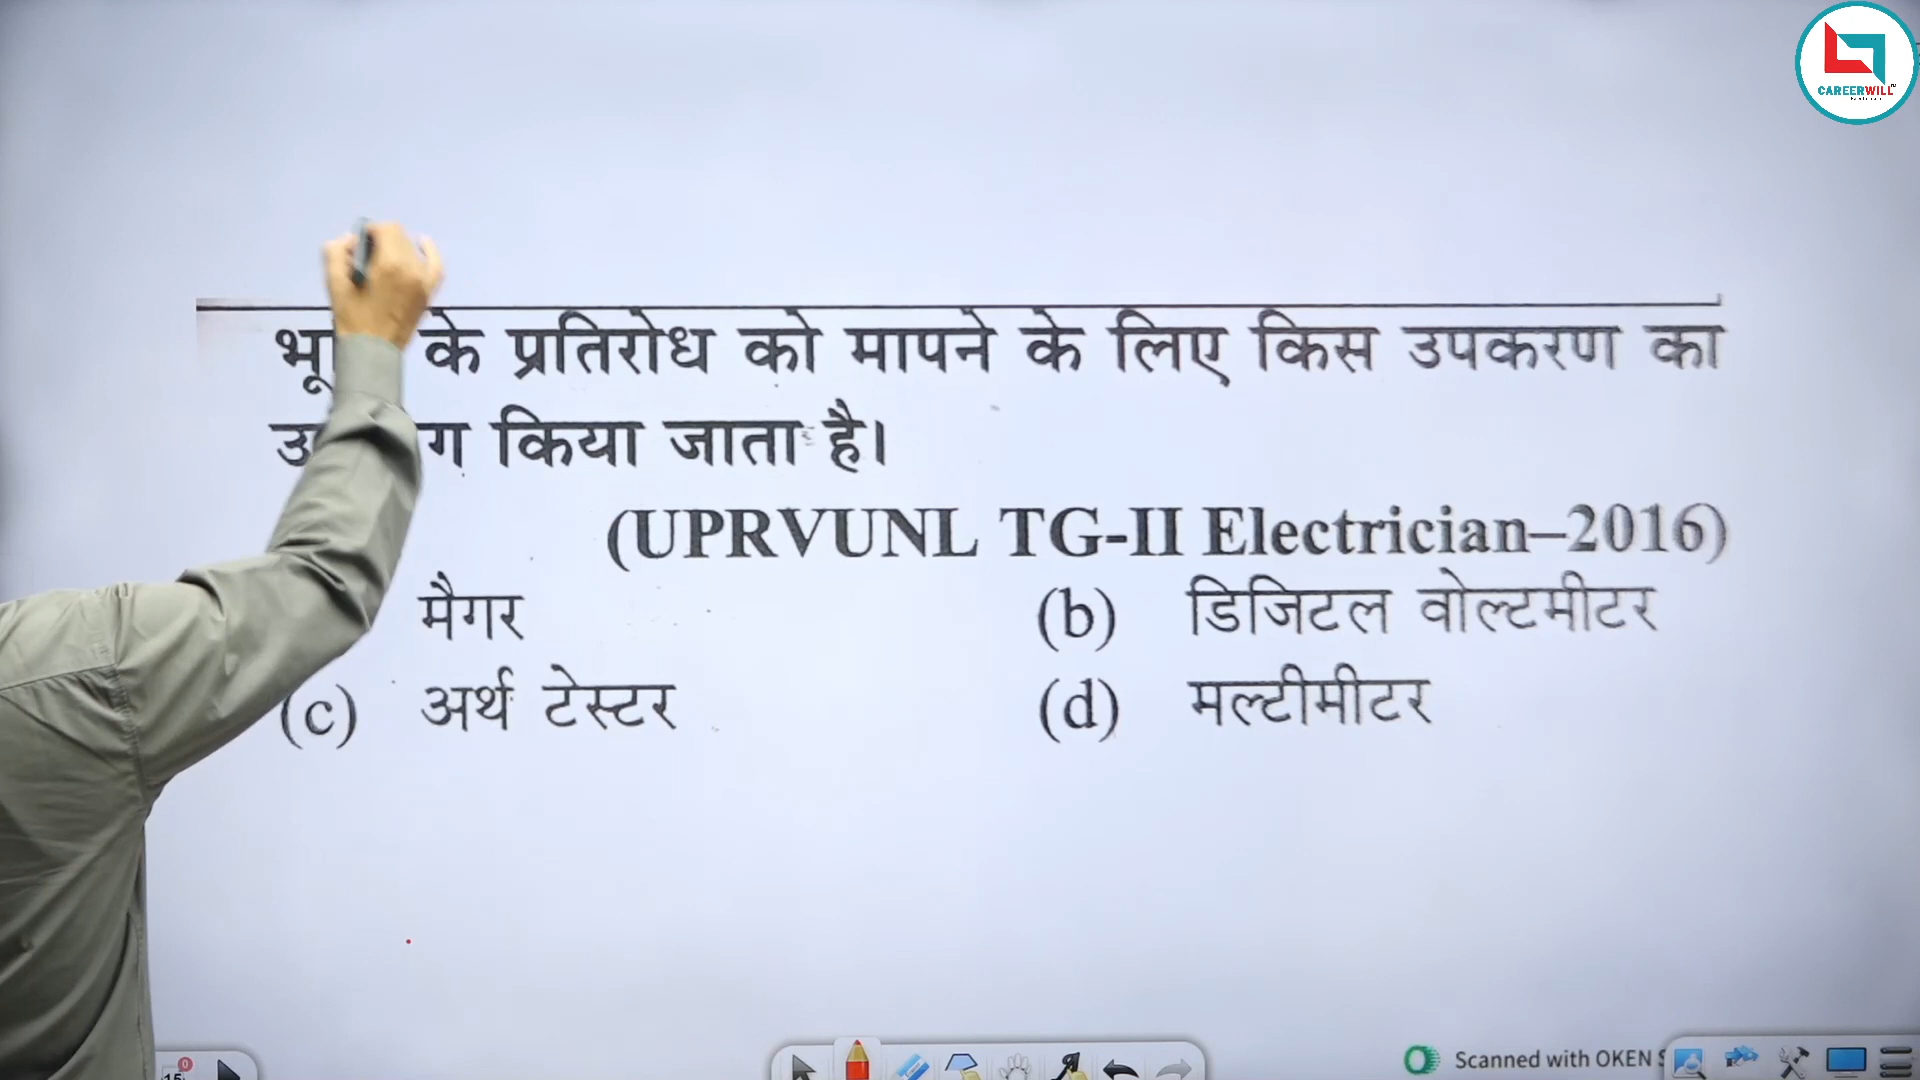 CAREERWILL
के प्रतिरोध को मापने के लिए किस उपकरण का
किया जाता है।
(UPRVUNL TG-II Electrician–2016)
मैगर (b) डिजिटल वोल्टमीटर
(c) अर्थ टेस्टर (d) मल्टीमीटर
Scanned with OKEN